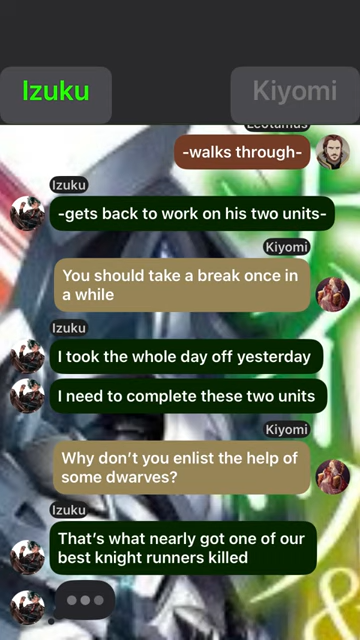 Izuku
Kiyomi
Leotamus
-walks through-
Izuku
-gets back to work on his two units-
Kiyomi
You should take a break once in
a while
Izuku
I took the whole day off yesterday
I need to complete these two units
Kiyomi
Why don’t you enlist the help of
some dwarves?
Izuku
That’s what nearly got one of our
best knight runners killed
&